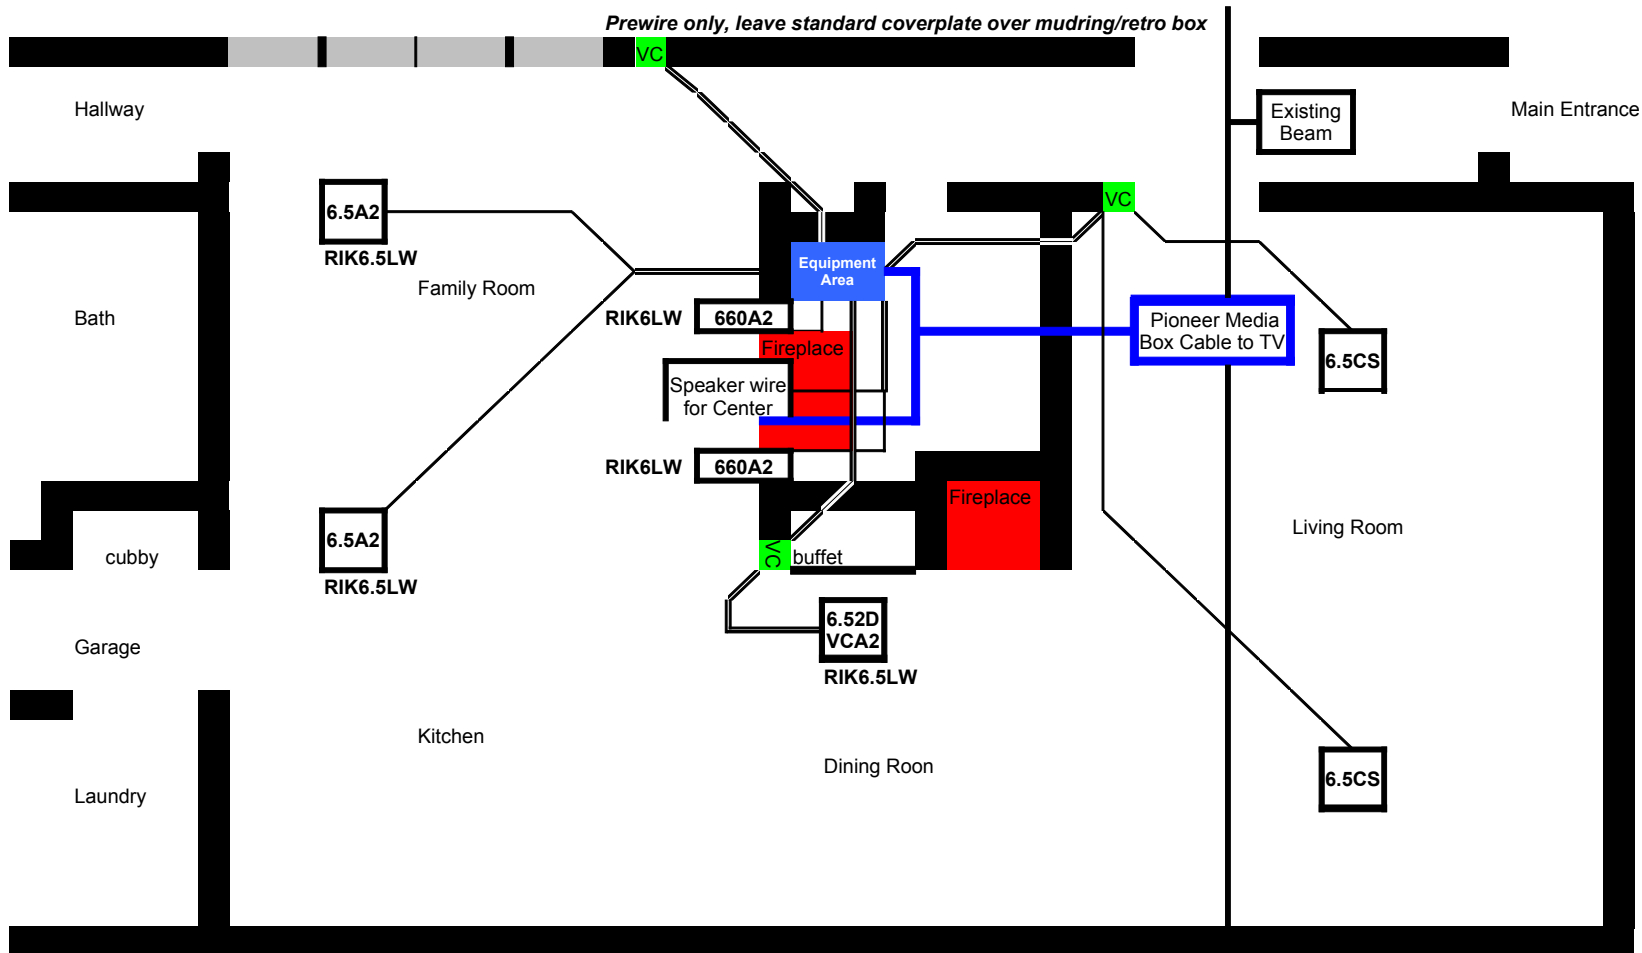 Prewire only, leave standard coverplate over mudring/retro box
VC
Hallway
Existing
Beam
Main Entrance
6.5A2
RIK6.5LW
VC
Equipment
Area
Family Room
Bath
RIK6LW
660A2
Fireplace
Pioneer Media
Box Cable to TV
6.5CS
Speaker wire
for Center
RIK6LW
660A2
Fireplace
Living Room
6.5A2
RIK6.5LW
cubby
VC
buffet
Garage
6.52D
VCA2
RIK6.5LW
Kitchen
Dining Roon
6.5CS
Laundry